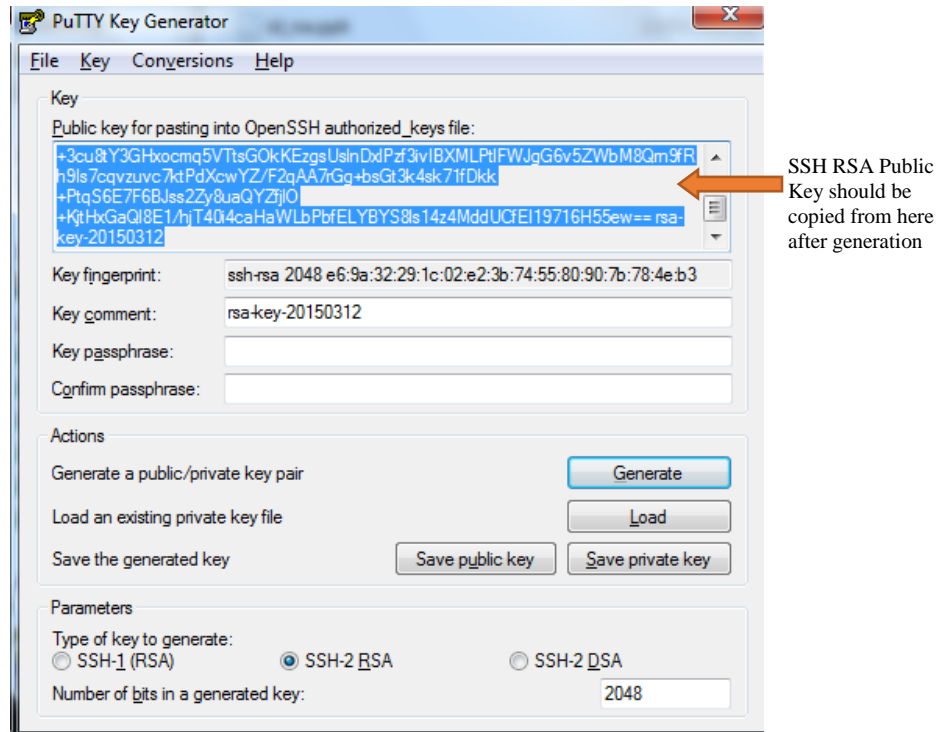 PuTTY Key Generator
File Key Conversions Help
Key
Public key for pasting into OpenSSH authorized_keys file:
+3cu8tY3GHxocmq5VTtsGOkKEzgsUsInDxlPzf3ivIBXMLPtlFWJgG6v5ZWbM8Qm9fR
h9ls7cqvzuvc7ktPdXcwYZ/F2qAA7rGg+bsGt3k4sk71fDkk
+PtqS6E7F6BJss2Zy8uaQYZfjlO
+KjtHxGaQI8E1/hjT40i4caHaWLbPbfELYBYS8ls14z4MddUCfEI19716H55ew== rsa-
key-20150312
SSH RSA Public
Key should be
copied from here
after generation
Key fingerprint: ssh-rsa 2048 e6:9a:32:29:1c:02:e2:3b:74:55:80:90:7b:78:4e:b3
Key comment: rsa-key-20150312
Key passphrase:
Confirm passphrase:
Actions
Generate a public/private key pair Generate
Load an existing private key file Load
Save the generated key Save public key Save private key
Parameters
Type of key to generate:
SSH-1 (RSA) SSH-2 RSA SSH-2 DSA
Number of bits in a generated key: 2048